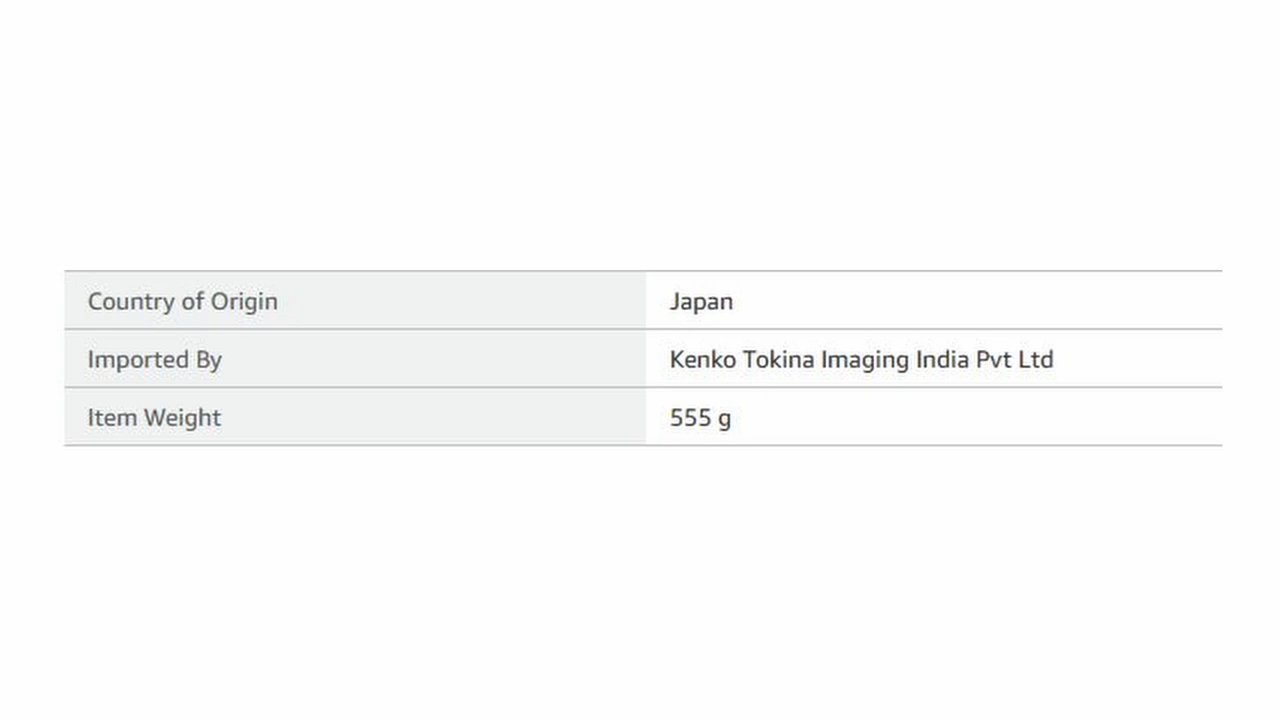 Country of Origin Japan
Imported By Kenko Tokina Imaging India Pvt Ltd
Item Weight 555 g